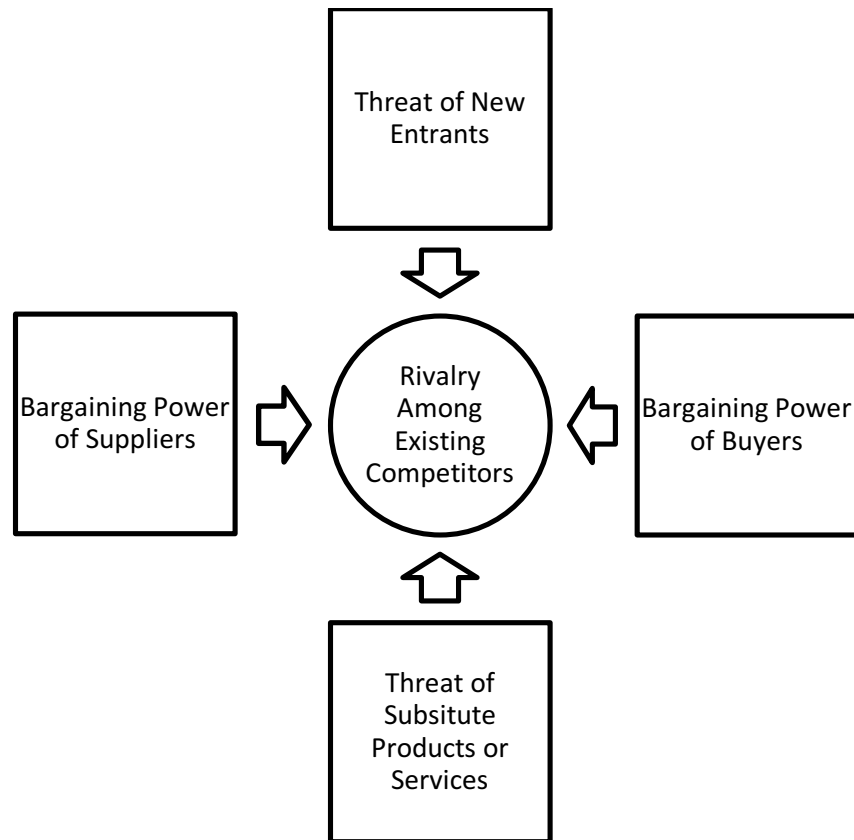 Threat of New
Entrants
Bargaining Power
of Suppliers
Rivalry
Among
Existing
Competitors
Bargaining Power
of Buyers
Threat of
Subsitute
Products or
Services